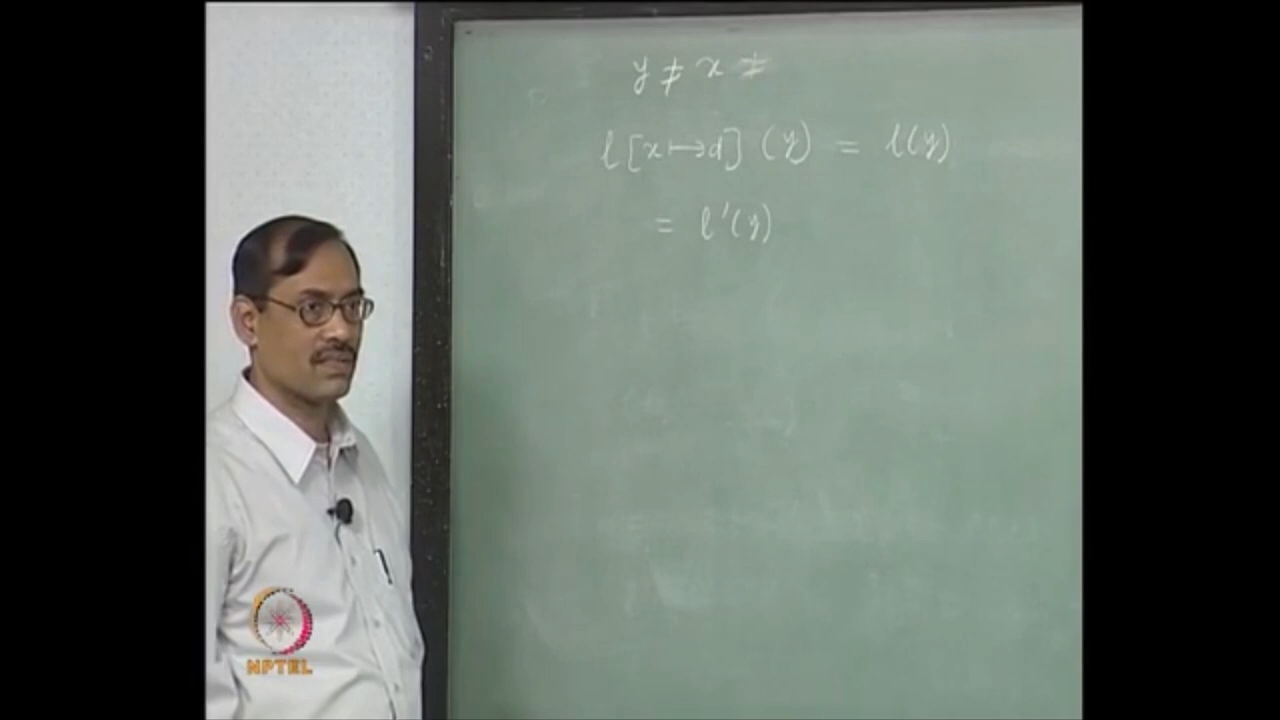 y ≠ x ≠
l[x ↦ d](y) = l(y)
= l'(y)
NPTEL